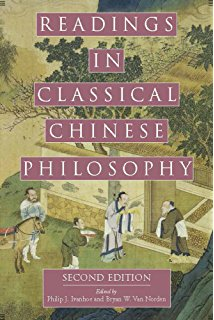 READINGS
IN
CLASSICAL
CHINESE
PHILOSOPHY
SECOND EDITION
Edited by
Philip J. Ivanhoe and Bryan W. Van Norden